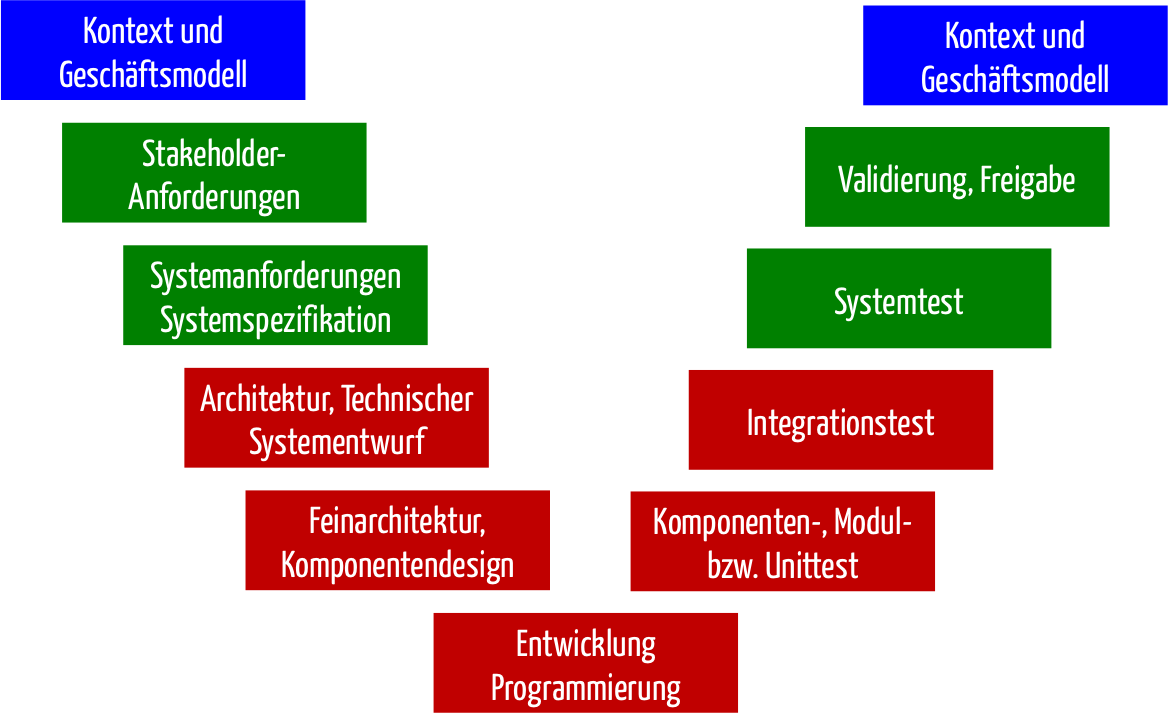 Kontext und
Geschäftsmodell
Kontext und
Geschäftsmodell
Stakeholder-
Anforderungen
Validierung, Freigabe
Systemanforderungen
Systemspezifikation
Systemtest
Architektur, Technischer
Systementwurf
Integrationstest
Feinarchitektur,
Komponentendesign
Komponenten-, Modul-
bzw. Unittest
Entwicklung
Programmierung